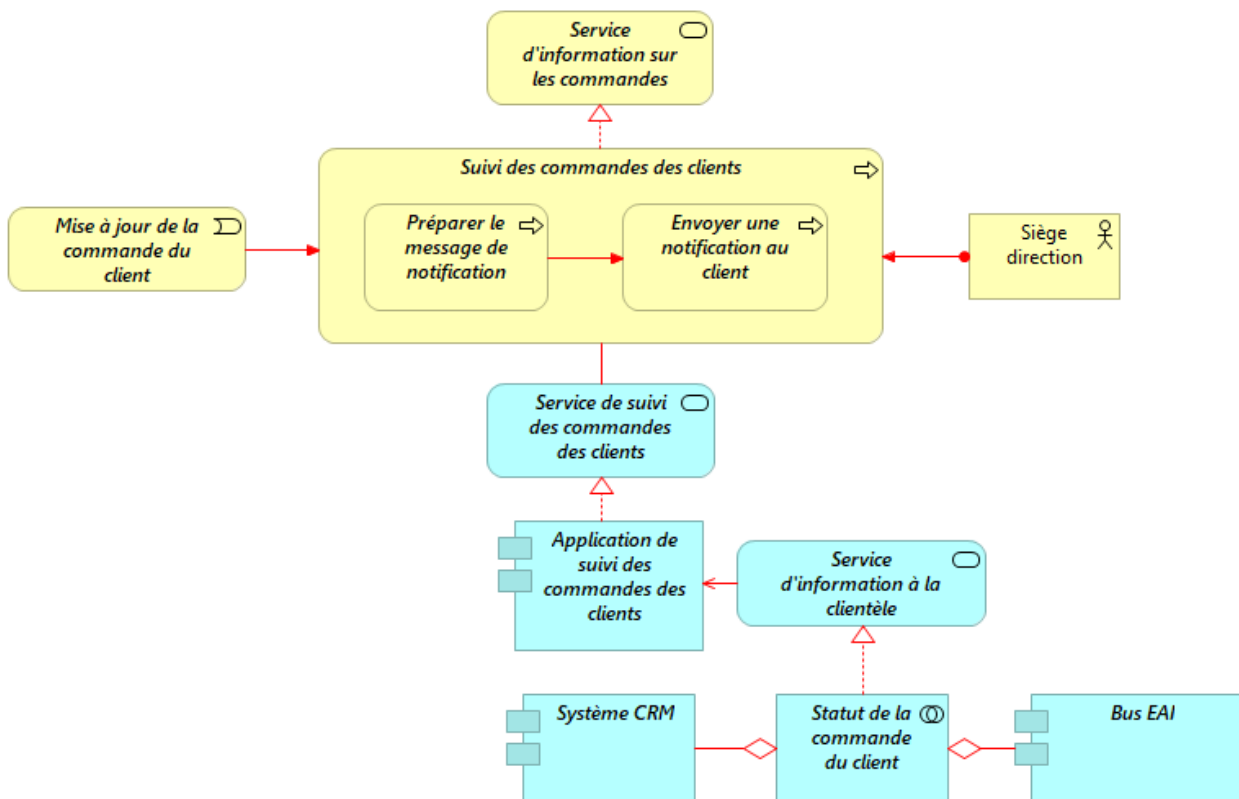 Service
d'information sur
les commandes
Suivi des commandes des clients
Mise à jour de la
commande du
client
Préparer le
message de
notification
Envoyer une
notification au
client
Siège
direction
Service de suivi
des commandes
des clients
Application de
suivi des
commandes des
clients
Service
d'information à la
clientèle
Système CRM
Statut de la
commande
du client
Bus EAI